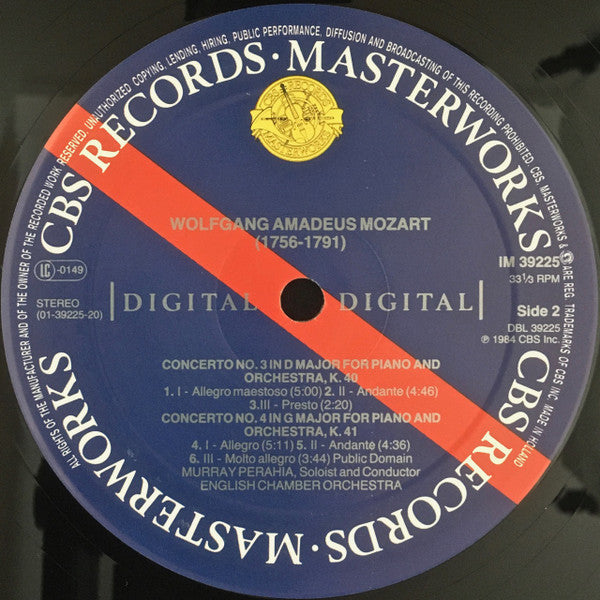 ALL RIGHTS OF THE MANUFACTURER AND OF THE OWNER OF THE RECORDED WORK RESERVED. UNAUTHORIZED COPYING, LENDING, HIRING, PUBLIC PERFORMANCE, DIFFUSION AND BROADCASTING OF THIS RECORDING PROHIBITED. CBS, MASTERWORKS & ARE REG. TRADEMARKS OF CBS INC. MADE IN HOLLAND
CBS RECORDS · MASTERWORKS
WOLFGANG AMADEUS MOZART
(1756-1791)
LC -0149
IM 39225
33⅓ RPM
STEREO
(01-39225-20)
DIGITAL DIGITAL
Side 2
DBL 39225
℗ 1984 CBS Inc.
CONCERTO NO. 3 IN D MAJOR FOR PIANO AND
ORCHESTRA, K. 40
1. I - Allegro maestoso (5:00) 2. II - Andante (4:46)
3. III - Presto (2:20)
CONCERTO NO. 4 IN G MAJOR FOR PIANO AND
ORCHESTRA, K. 41
4. I - Allegro (5:11) 5. II - Andante (4:36)
6. III - Molto allegro (3:44) Public Domain
MURRAY PERAHIA, Soloist and Conductor
ENGLISH CHAMBER ORCHESTRA
CBS RECORDS · MASTERWORKS